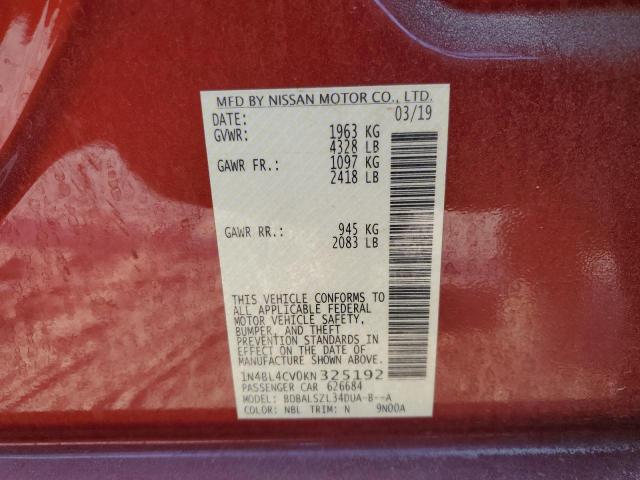 MFD BY NISSAN MOTOR CO., LTD.
DATE: 03/19
GVWR: 1963 KG
4328 LB
GAWR FR.: 1097 KG
2418 LB
GAWR RR.: 945 KG
2083 LB
THIS VEHICLE CONFORMS TO
ALL APPLICABLE FEDERAL
MOTOR VEHICLE SAFETY,
BUMPER, AND THEFT
PREVENTION STANDARDS IN
EFFECT ON THE DATE OF
MANUFACTURE SHOWN ABOVE.
1N4BL4CV0KN325192
PASSENGER CAR 626684
MODEL: BDBALSZL34DUA-B--A
COLOR: NBL TRIM: N 9N00A